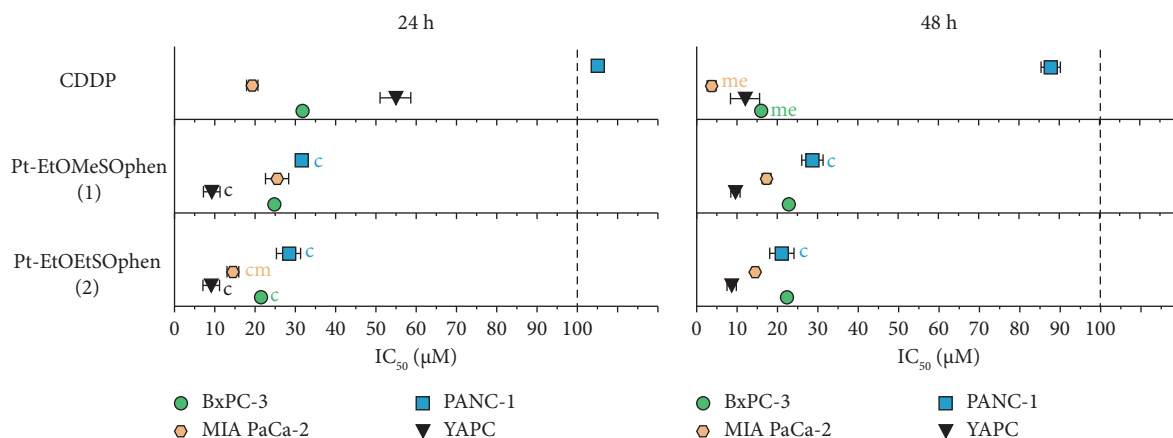 24 h
48 h
CDDP
me
me
Pt-EtOMeSOphen
(1)
c
c
c
Pt-EtOEtSOphen
(2)
c
cm
c
c
c
0 10 20 30 40 50 60 70 80 90 100
0 10 20 30 40 50 60 70 80 90 100
IC50 (μM)
IC50 (μM)
BxPC-3
PANC-1
MIA PaCa-2
YAPC
BxPC-3
PANC-1
MIA PaCa-2
YAPC